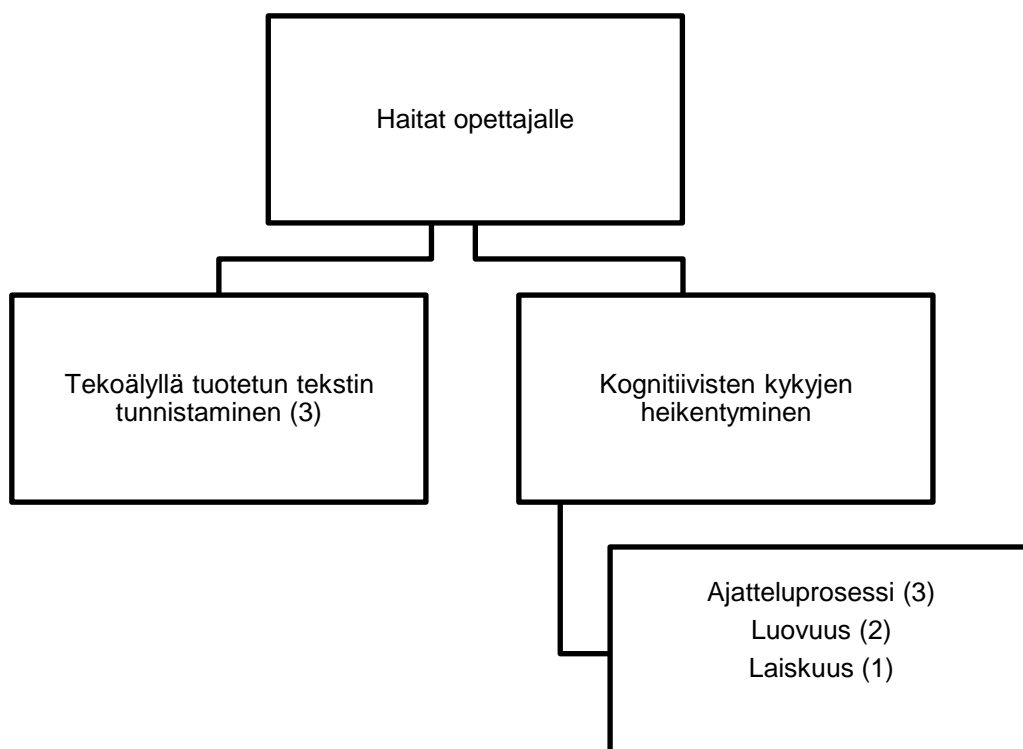 Haitat opettajalle
Tekoälyllä tuotetun tekstin
tunnistaminen (3)
Kognitiivisten kykyjen
heikentyminen
Ajatteluprosessi (3)
Luovuus (2)
Laiskuus (1)